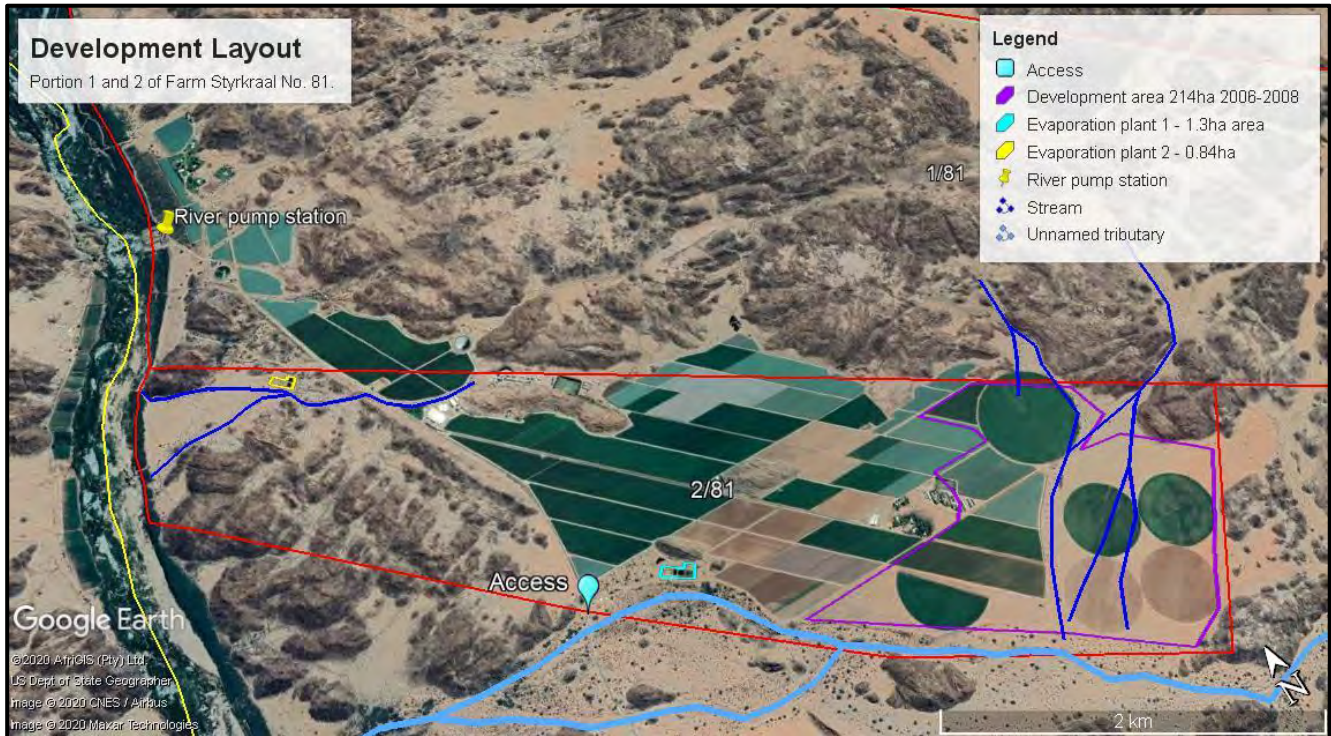 Development Layout
Portion 1 and 2 of Farm Styrkraal No. 81.
Legend
Access
Development area 214ha 2006-2008
Evaporation plant 1 - 1.3ha area
Evaporation plant 2 - 0.84ha
River pump station
Stream
Unnamed tributary
1/81
River pump station
2/81
Access
Google Earth
©2020 AfriGIS (Pty) Ltd.
US Dept of State Geographer
Image © 2020 CNES / Airbus
Image © 2020 Maxar Technologies
N
2 km